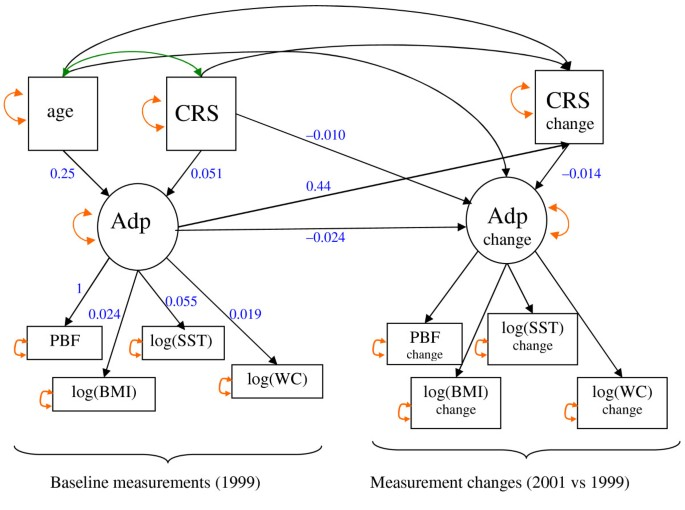 age
CRS
CRS
change
−0.010
0.25
0.051
0.44
−0.014
Adp
Adp
change
−0.024
1
0.024
0.055
0.019
PBF
log(SST)
log(BMI)
log(WC)
PBF
change
log(SST)
change
log(BMI)
change
log(WC)
change
Baseline measurements (1999)
Measurement changes (2001 vs 1999)